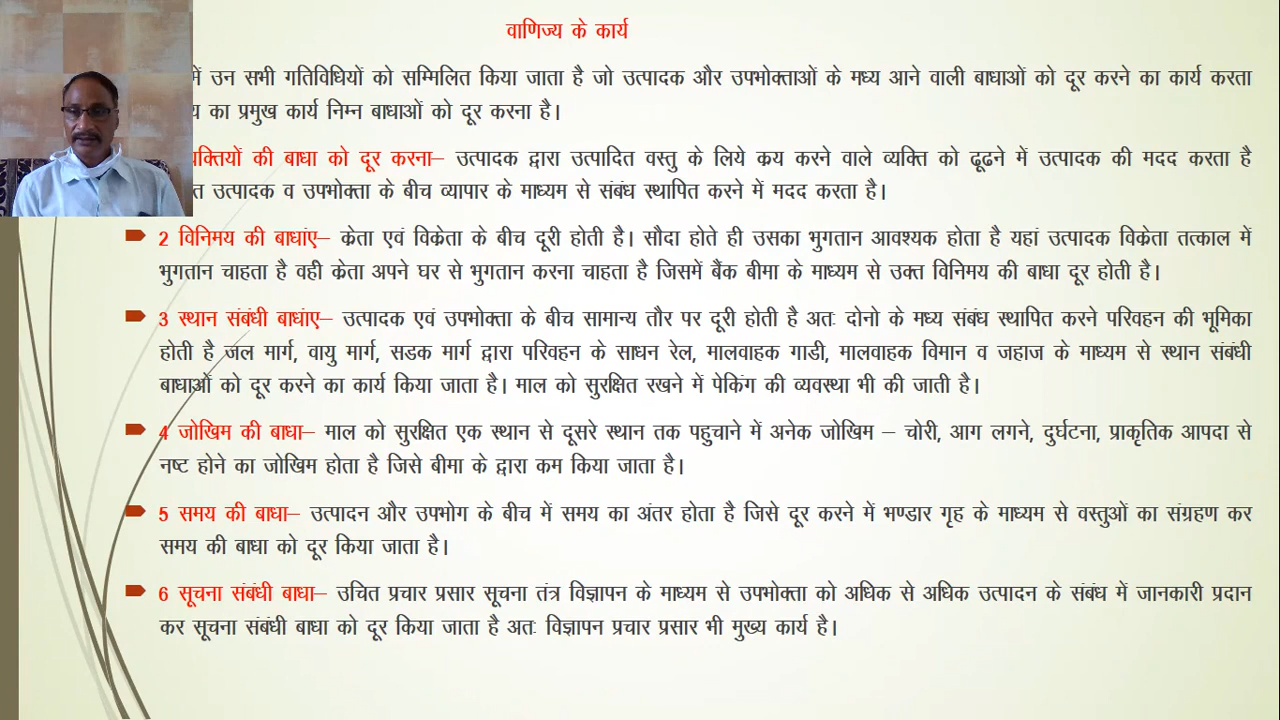 वाणिज्य के कार्य
में उन सभी गतिविधियों को सम्मिलित किया जाता है जो उत्पादक और उपभोक्ताओं के मध्य आने वाली बाधाओं को दूर करने का कार्य करता
का प्रमुख कार्य निम्न बाधाओं को दूर करना है।
की बाधा को दूर करना– उत्पादक द्वारा उत्पादित वस्तु के लिये क्रय करने वाले व्यक्ति को ढूढने में उत्पादक की मदद करता है
उत्पादक व उपभोक्ता के बीच व्यापार के माध्यम से संबंध स्थापित करने में मदद करता है।
2 विनिमय की बाधांए– क्रेता एवं विक्रेता के बीच दूरी होती है। सौदा होते ही उसका भुगतान आवश्यक होता है यहां उत्पादक विक्रेता तत्काल में
भुगतान चाहता है वही क्रेता अपने घर से भुगतान करना चाहता है जिसमें बैंक बीमा के माध्यम से उक्त विनिमय की बाधा दूर होती है।
3 स्थान संबंधी बाधांए– उत्पादक एवं उपभोक्ता के बीच सामान्य तौर पर दूरी होती है अतः दोनो के मध्य संबंध स्थापित करने परिवहन की भूमिका
होती है जल मार्ग, वायु मार्ग, सडक मार्ग द्वारा परिवहन के साधन रेल, मालवाहक गाडी, मालवाहक विमान व जहाज के माध्यम से स्थान संबंधी
बाधाओं को दूर करने का कार्य किया जाता है। माल को सुरक्षित रखने में पेकिंग की व्यवस्था भी की जाती है।
4 जोखिम की बाधा– माल को सुरक्षित एक स्थान से दूसरे स्थान तक पहुचाने में अनेक जोखिम – चोरी, आग लगने, दुर्घटना, प्राकृतिक आपदा से
नष्ट होने का जोखिम होता है जिसे बीमा के द्वारा कम किया जाता है।
5 समय की बाधा– उत्पादन और उपभोग के बीच में समय का अंतर होता है जिसे दूर करने में भण्डार गृह के माध्यम से वस्तुओं का संग्रहण कर
समय की बाधा को दूर किया जाता है।
6 सूचना संबंधी बाधा– उचित प्रचार प्रसार सूचना तंत्र विज्ञापन के माध्यम से उपभोक्ता को अधिक से अधिक उत्पादन के संबंध में जानकारी प्रदान
कर सूचना संबंधी बाधा को दूर किया जाता है अतः विज्ञापन प्रचार प्रसार भी मुख्य कार्य है।